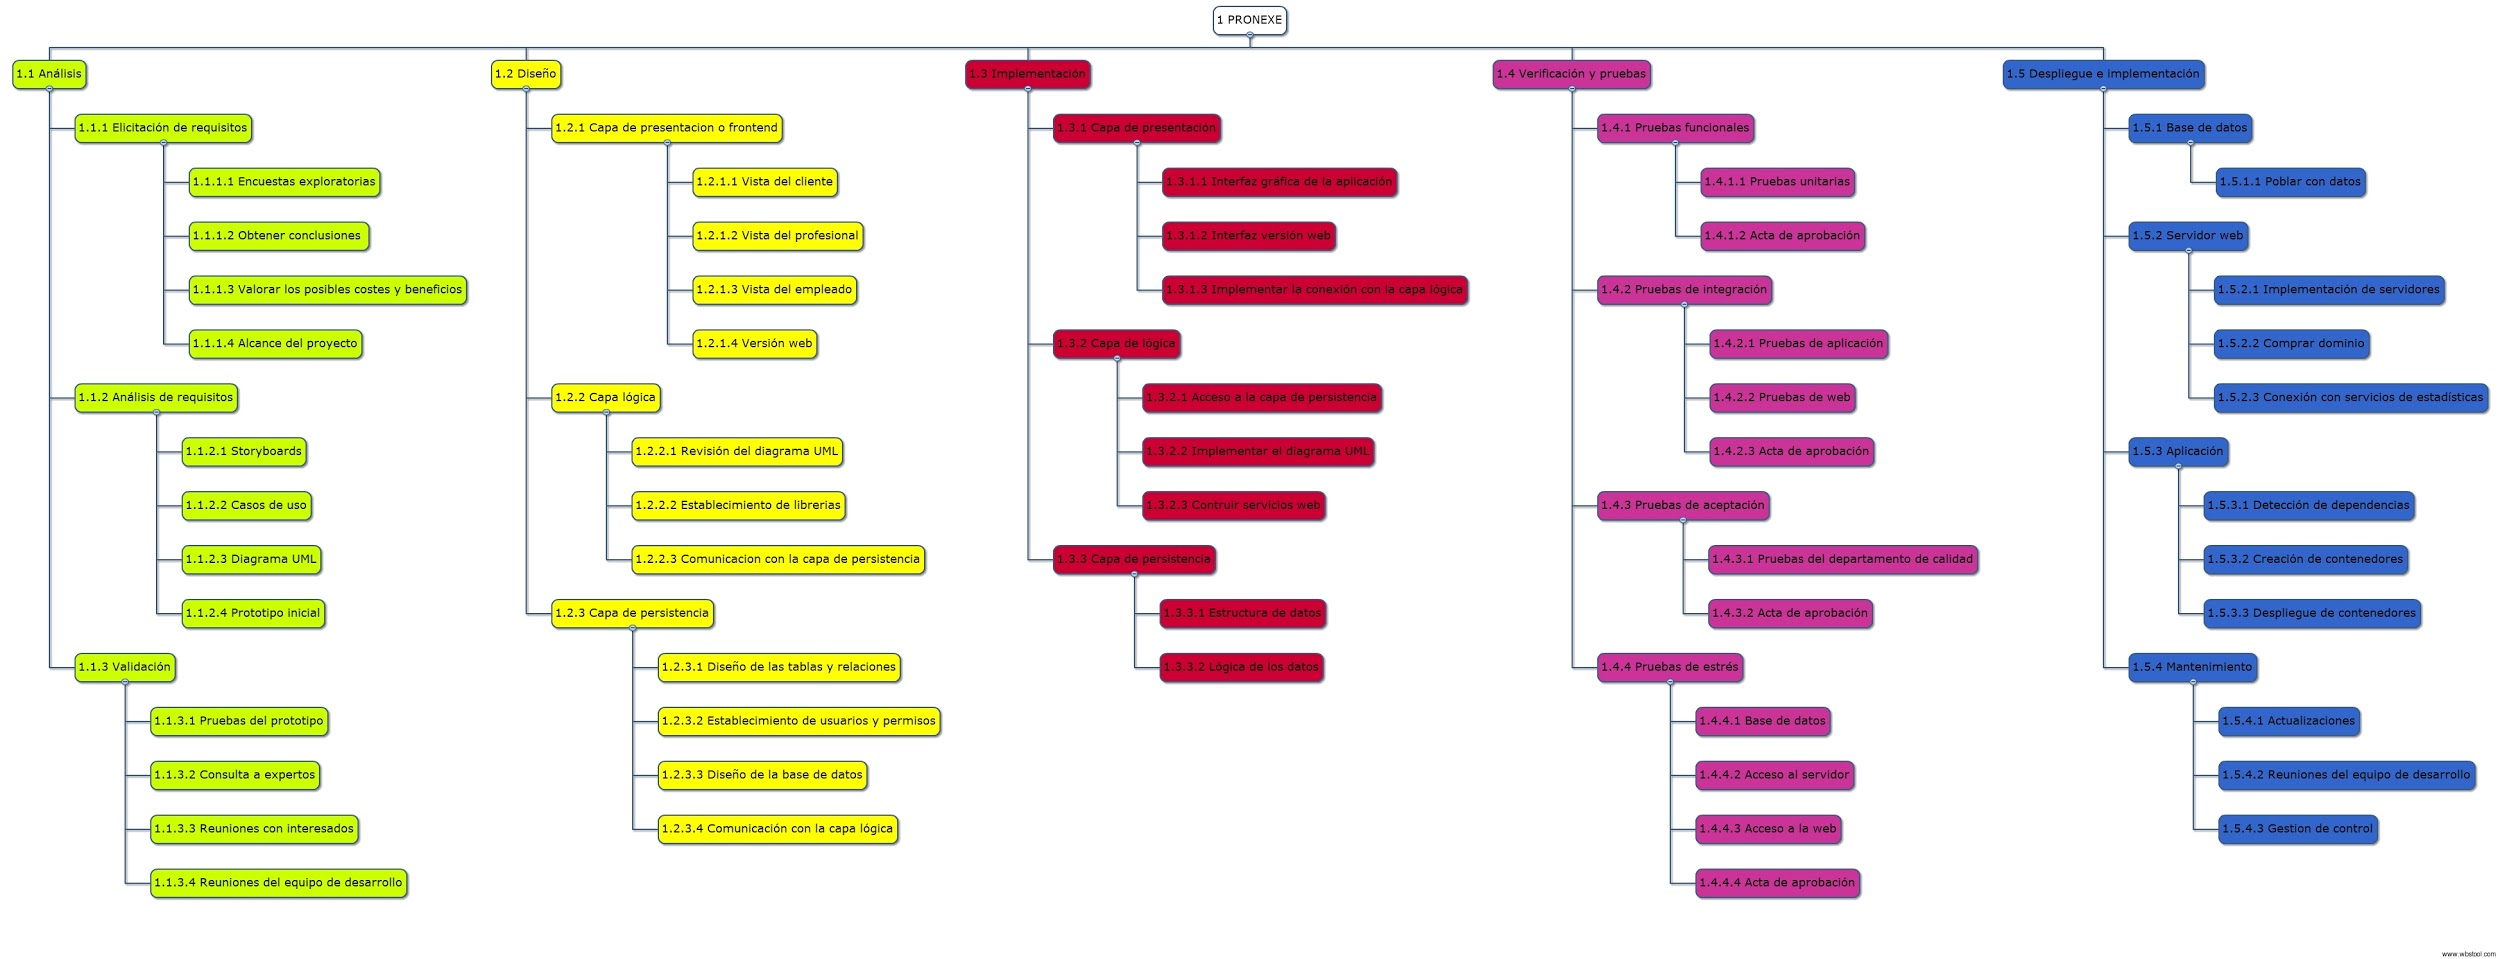 1 PRONEXE
1.1 Análisis
1.1.1 Elicitación de requisitos
1.1.1.1 Encuestas exploratorias
1.1.1.2 Obtener conclusiones
1.1.1.3 Valorar los posibles costes y beneficios
1.1.1.4 Alcance del proyecto
1.1.2 Análisis de requisitos
1.1.2.1 Storyboards
1.1.2.2 Casos de uso
1.1.2.3 Diagrama UML
1.1.2.4 Prototipo inicial
1.1.3 Validación
1.1.3.1 Pruebas del prototipo
1.1.3.2 Consulta a expertos
1.1.3.3 Reuniones con interesados
1.1.3.4 Reuniones del equipo de desarrollo
1.2 Diseño
1.2.1 Capa de presentacion o frontend
1.2.1.1 Vista del cliente
1.2.1.2 Vista del profesional
1.2.1.3 Vista del empleado
1.2.1.4 Versión web
1.2.2 Capa lógica
1.2.2.1 Revisión del diagrama UML
1.2.2.2 Establecimiento de librerias
1.2.2.3 Comunicacion con la capa de persistencia
1.2.3 Capa de persistencia
1.2.3.1 Diseño de las tablas y relaciones
1.2.3.2 Establecimiento de usuarios y permisos
1.2.3.3 Diseño de la base de datos
1.2.3.4 Comunicación con la capa lógica
1.3 Implementación
1.3.1 Capa de presentación
1.3.1.1 Interfaz gráfica de la aplicación
1.3.1.2 Interfaz versión web
1.3.1.3 Implementar la conexión con la capa lógica
1.3.2 Capa de lógica
1.3.2.1 Acceso a la capa de persistencia
1.3.2.2 Implementar el diagrama UML
1.3.2.3 Contruir servicios web
1.3.3 Capa de persistencia
1.3.3.1 Estructura de datos
1.3.3.2 Lógica de los datos
1.4 Verificación y pruebas
1.4.1 Pruebas funcionales
1.4.1.1 Pruebas unitarias
1.4.1.2 Acta de aprobación
1.4.2 Pruebas de integración
1.4.2.1 Pruebas de aplicación
1.4.2.2 Pruebas de web
1.4.2.3 Acta de aprobación
1.4.3 Pruebas de aceptación
1.4.3.1 Pruebas del departamento de calidad
1.4.3.2 Acta de aprobación
1.4.4 Pruebas de estrés
1.4.4.1 Base de datos
1.4.4.2 Acceso al servidor
1.4.4.3 Acceso a la web
1.4.4.4 Acta de aprobación
1.5 Despliegue e implementación
1.5.1 Base de datos
1.5.1.1 Poblar con datos
1.5.2 Servidor web
1.5.2.1 Implementación de servidores
1.5.2.2 Comprar dominio
1.5.2.3 Conexión con servicios de estadísticas
1.5.3 Aplicación
1.5.3.1 Detección de dependencias
1.5.3.2 Creación de contenedores
1.5.3.3 Despliegue de contenedores
1.5.4 Mantenimiento
1.5.4.1 Actualizaciones
1.5.4.2 Reuniones del equipo de desarrollo
1.5.4.3 Gestion de control
www.wbstool.com